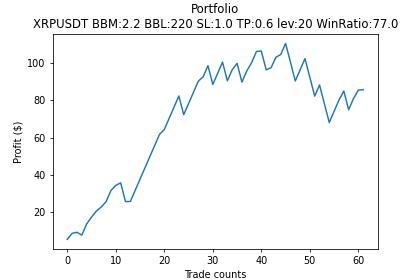 Portfolio
XRPUSDT BBM:2.2 BBL:220 SL:1.0 TP:0.6 lev:20 WinRatio:77.0
100
80
60
40
20
Profit ($)
0 10 20 30 40 50 60
Trade counts